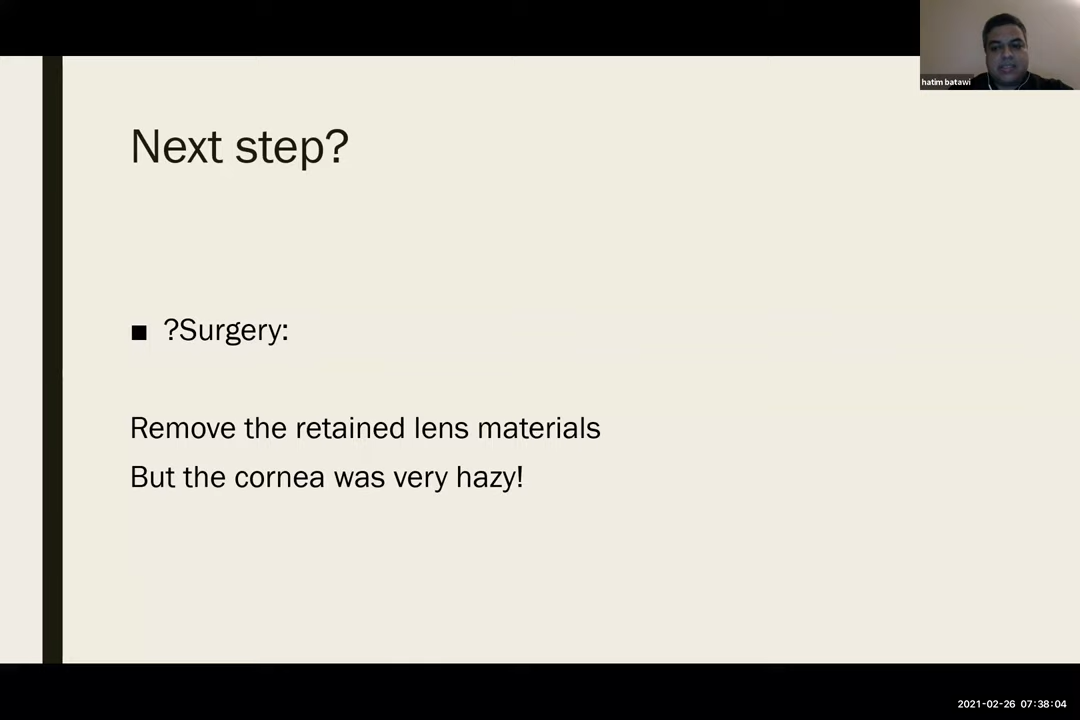 hatim batawi
Next step?
■ ?Surgery:
Remove the retained lens materials
But the cornea was very hazy!
2021-02-26 07:38:04